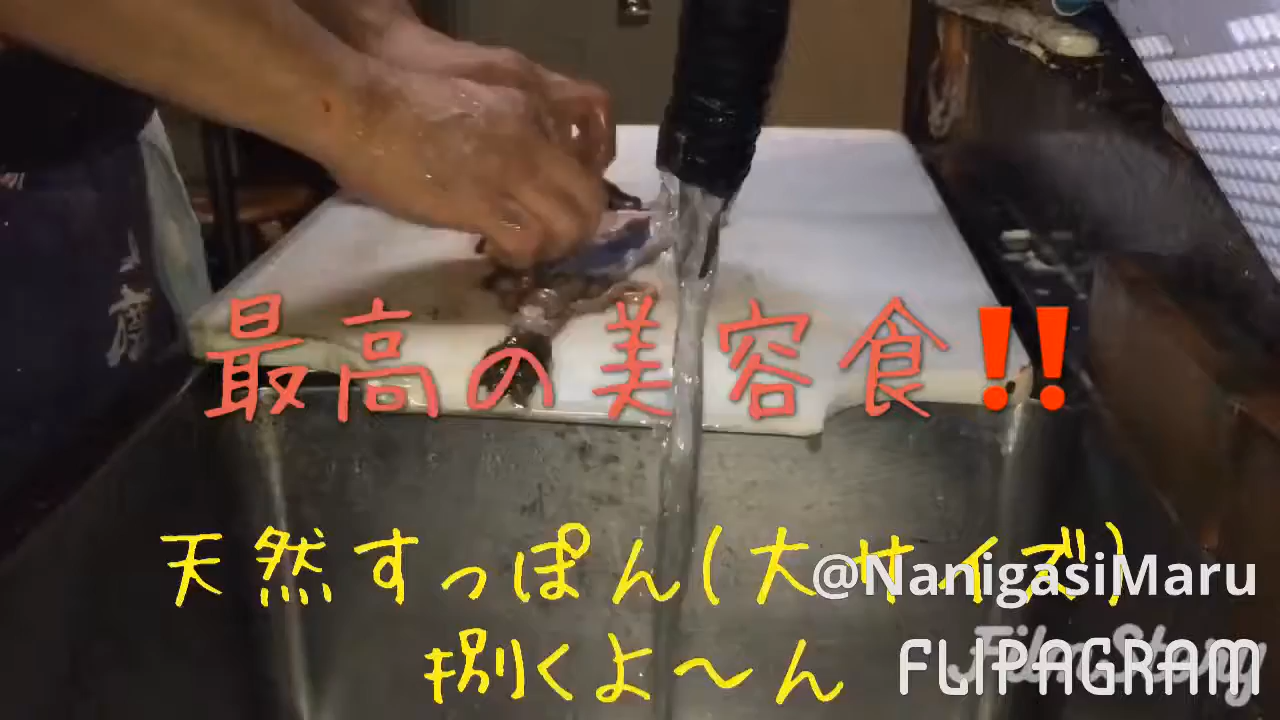 最高の美容食‼
天然すっぽん(大サイズ)
@NanigasiMaru
捌くよ〜ん
FLIPAGRAM
FilmStory